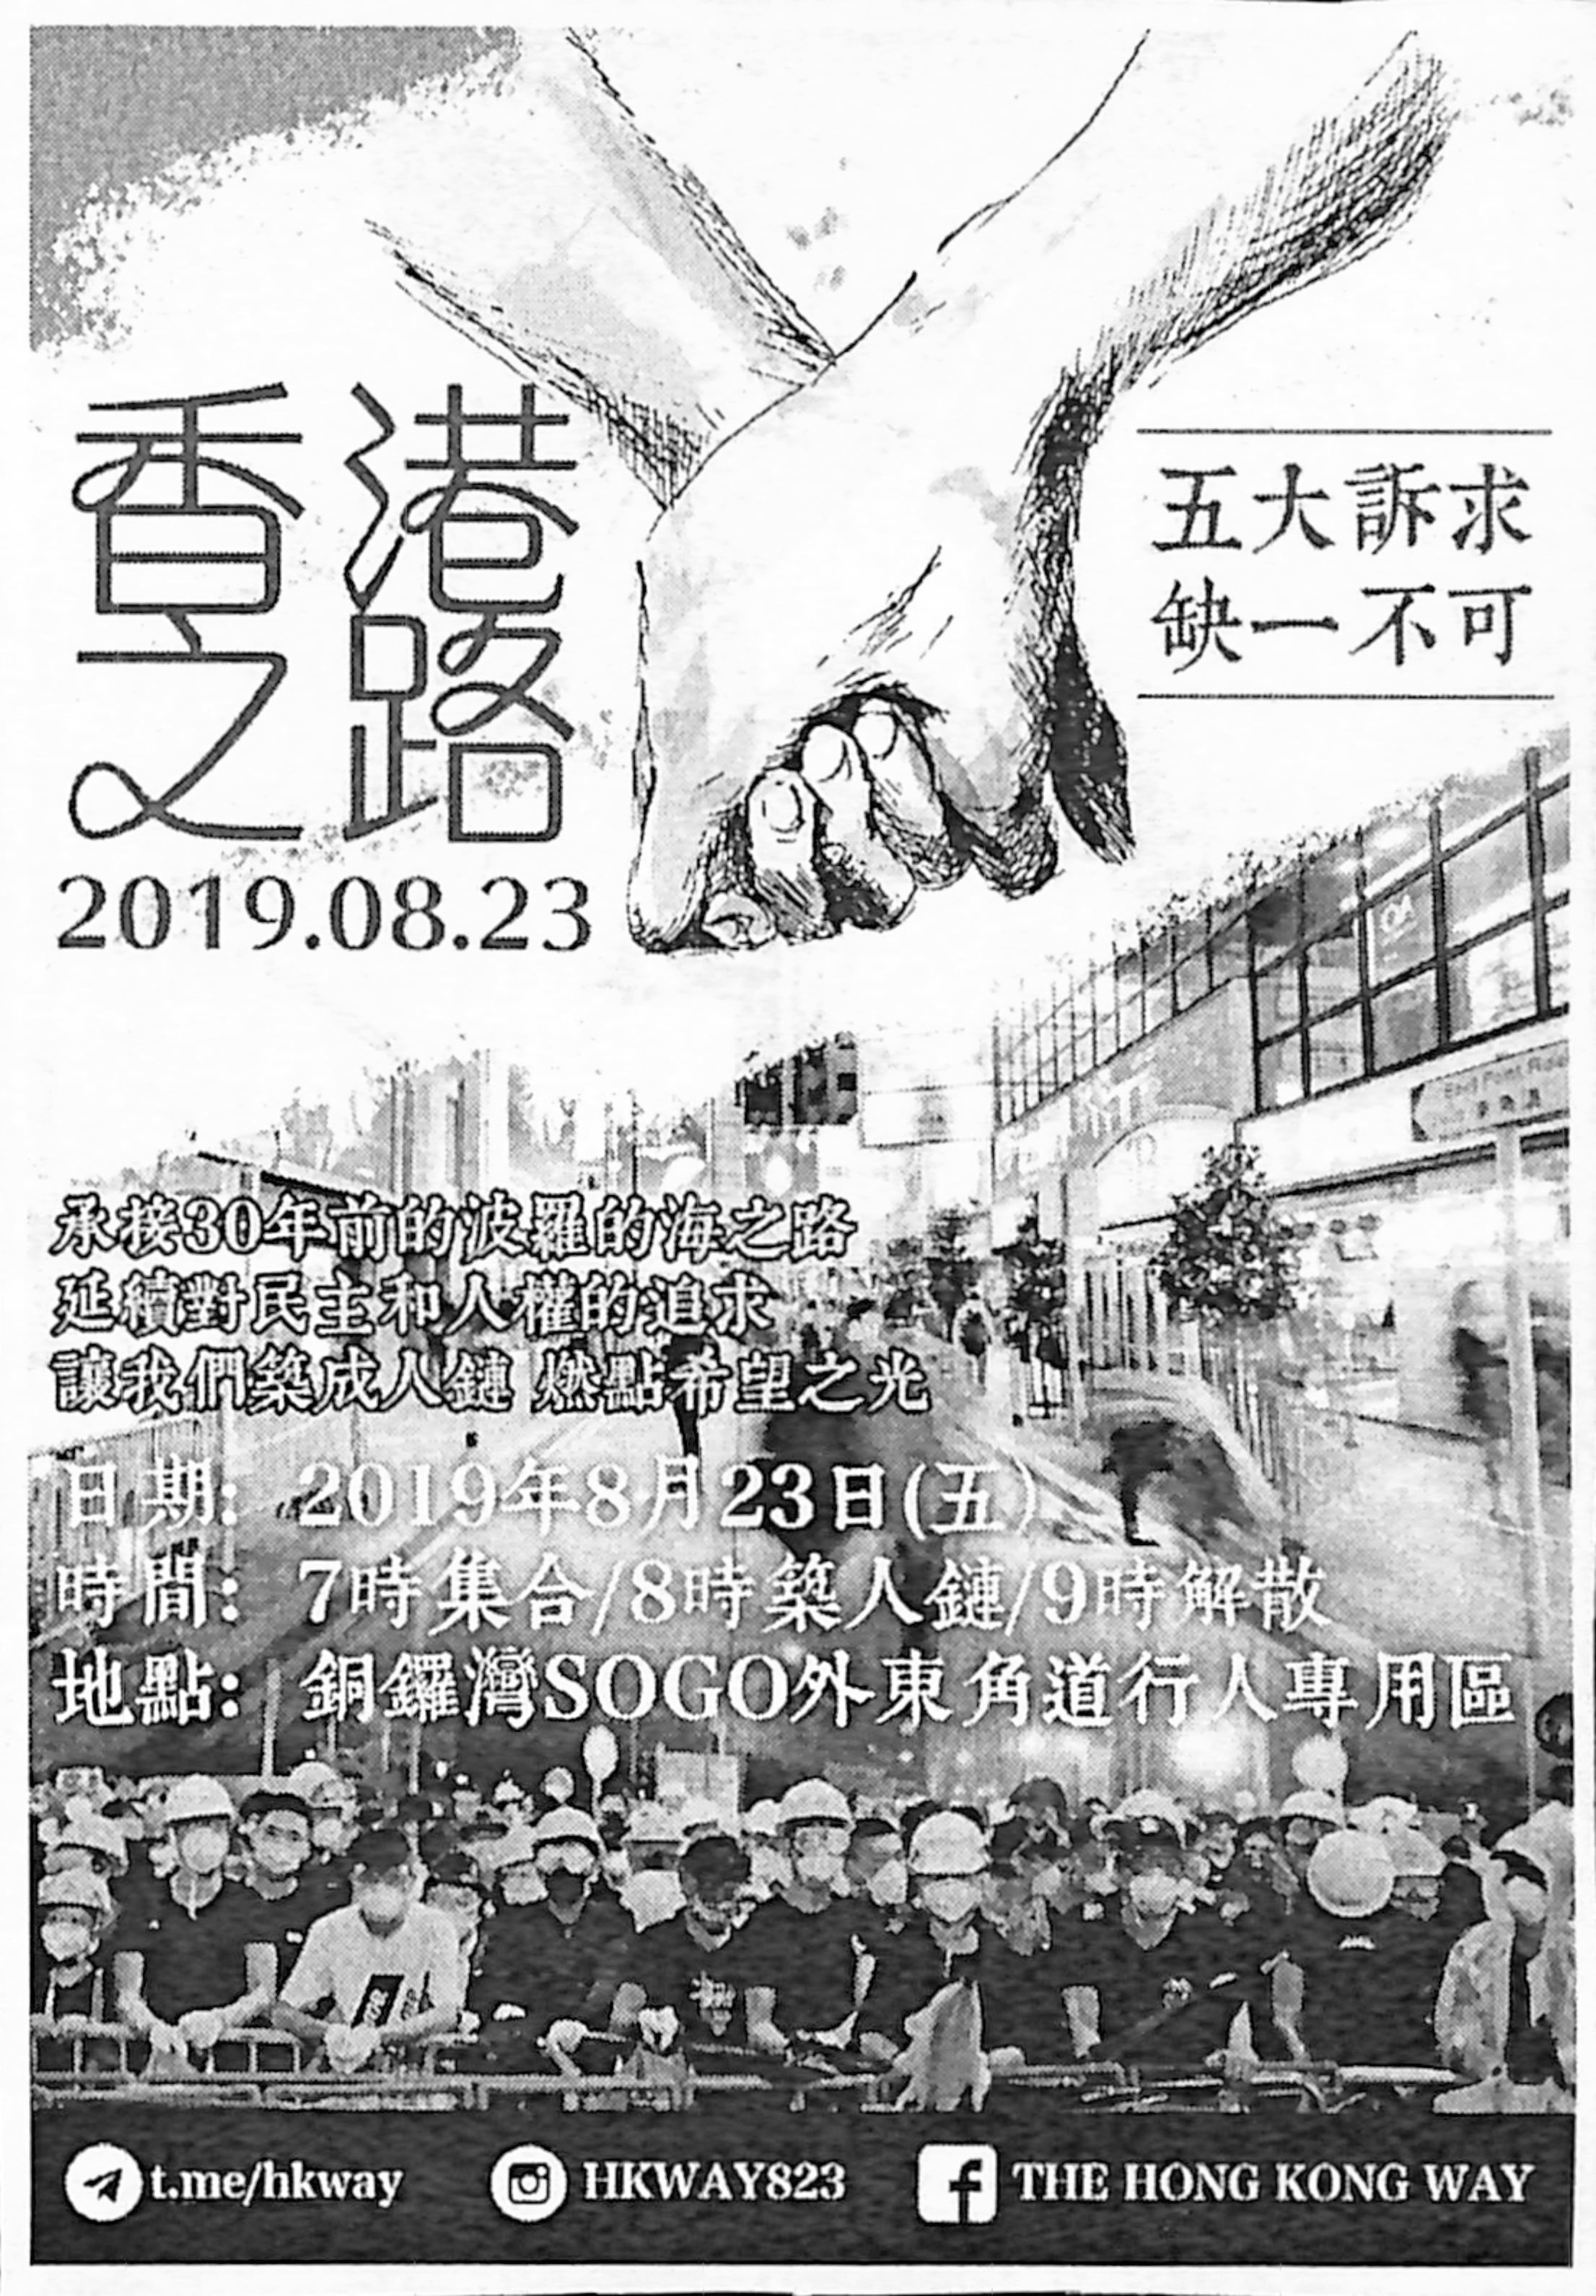 香港
之路
2019.08.23
五大訴求
缺一不可
承接30年前的波羅的海之路
延續對民主和人權的追求
讓我們築成人鏈 燃點希望之光
日期: 2019年8月23日(五)
時間: 7時集合/8時築人鏈/9時解散
地點: 銅鑼灣SOGO外東角道行人專用區
t.me/hkway
HKWAY823
THE HONG KONG WAY